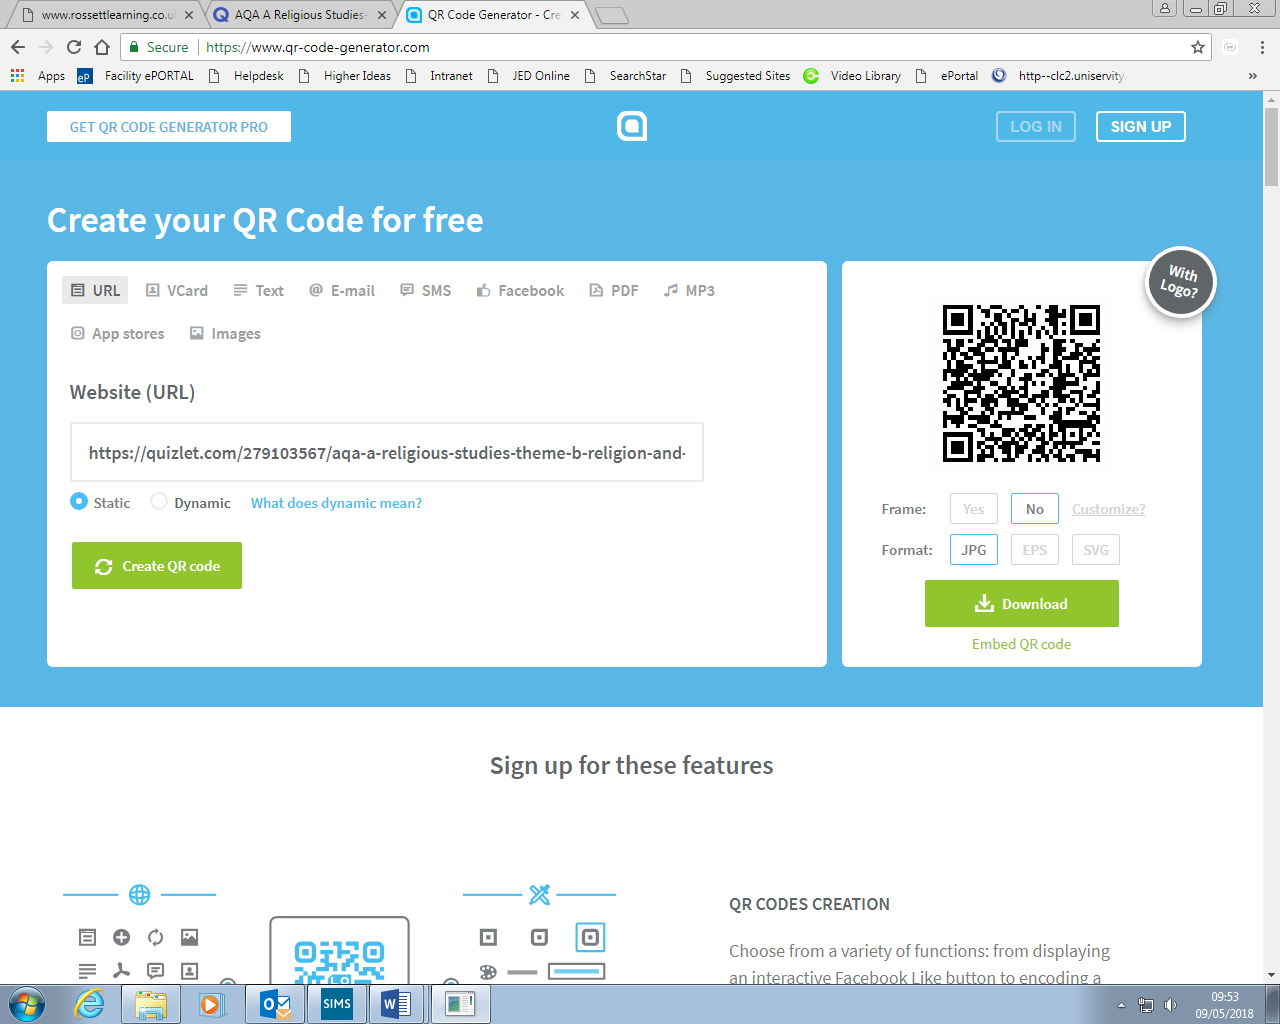 www.rossettlearning.co.u
AQA A Religious Studies-
QR Code Generator - Cre
Secure
https://www.qr-code-generator.com
Apps
eP
Facility ePORTAL
Helpdesk
Higher Ideas
Intranet
JED Online
SearchStar
Suggested Sites
Video Library
ePortal
http--clc2.uniservity.
»
GET QR CODE GENERATOR PRO
LOG IN
SIGN UP
Create your QR Code for free
With
Logo?
URL
VCard
Text
E-mail
SMS
Facebook
PDF
MP3
App stores
Images
Website (URL)
https://quizlet.com/279103567/aqa-a-religious-studies-theme-b-religion-and-
Static
Dynamic
What does dynamic mean?
Create QR code
Frame:
Yes
No
Customize?
Format:
JPG
EPS
SVG
Download
Embed QR code
Sign up for these features
QR CODES CREATION
Choose from a variety of functions: from displaying
an interactive Facebook Like button to encoding a
SIMS
09:53
09/05/2018